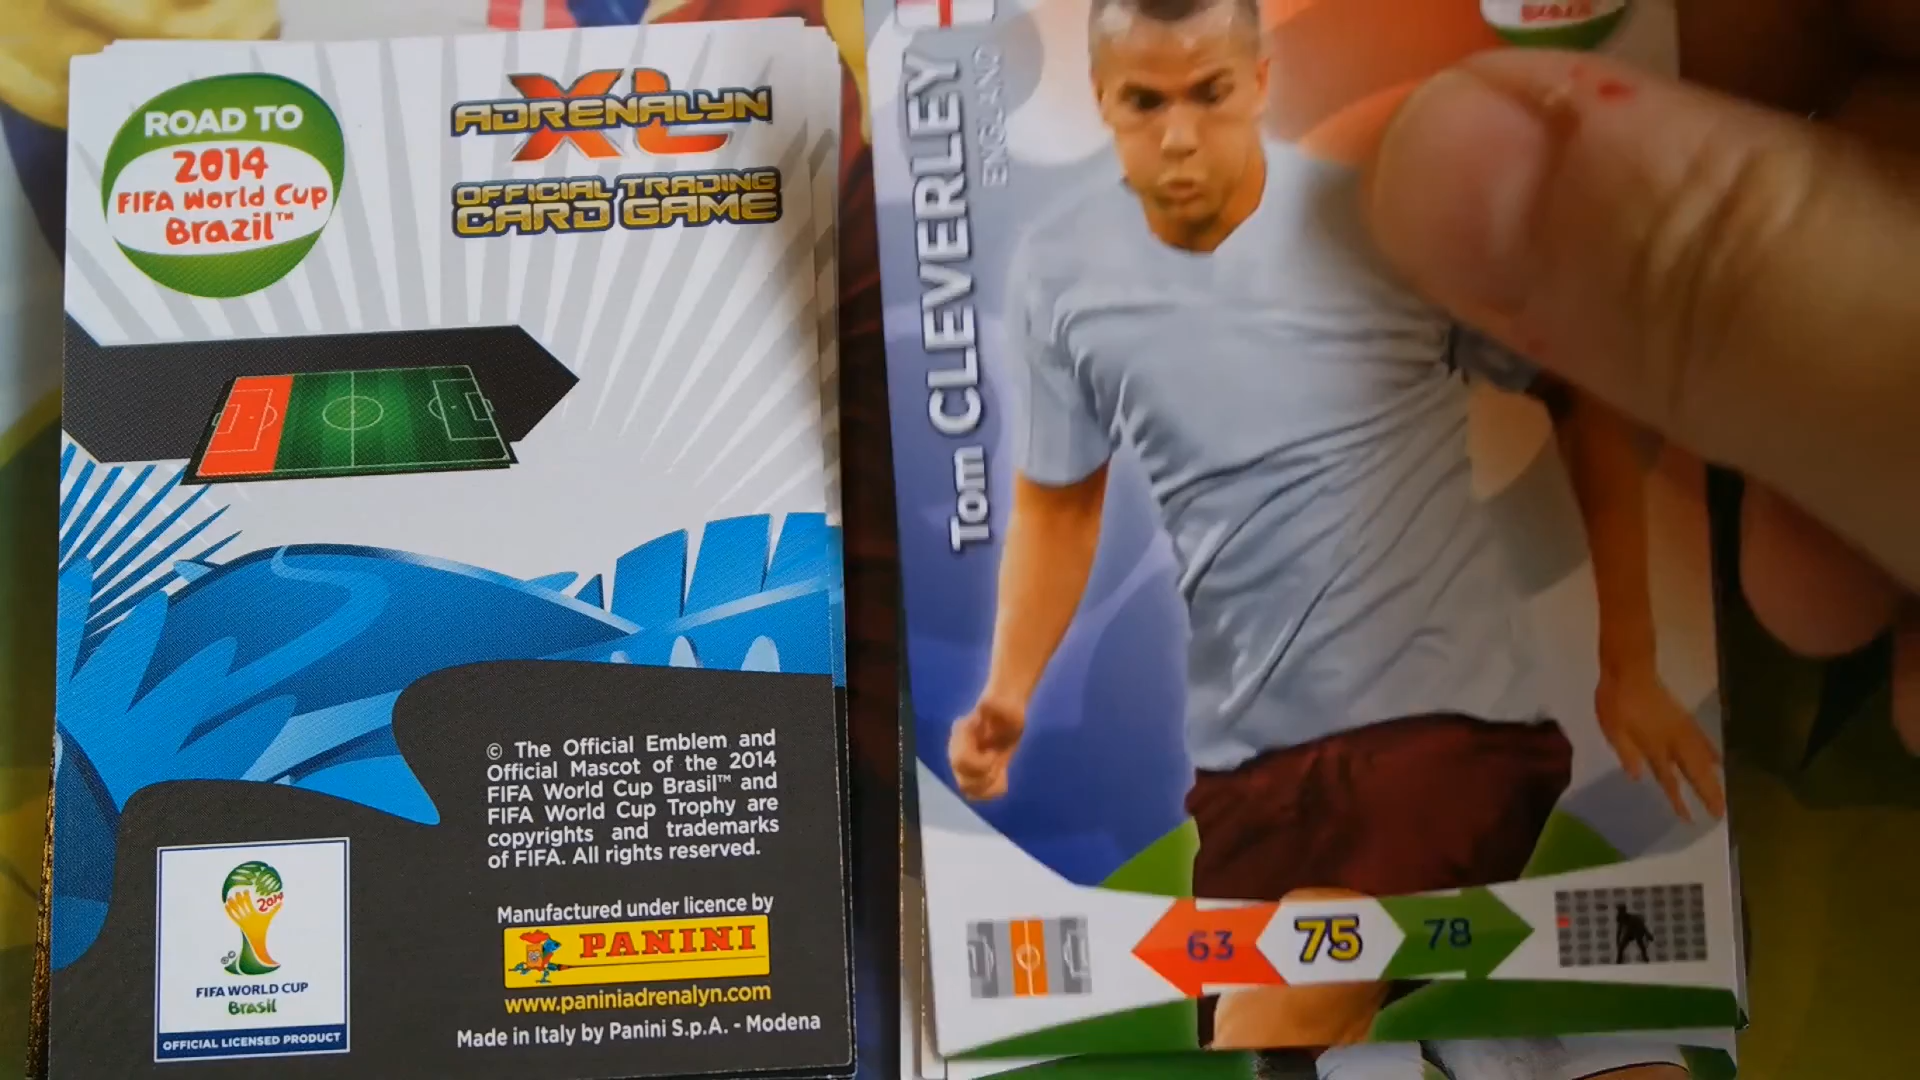 ROAD TO
2014
FIFA World Cup
Brazil™
ADRENALYN
XL
OFFICIAL TRADING
CARD GAME
© The Official Emblem and
Official Mascot of the 2014
FIFA World Cup Brasil™ and
FIFA World Cup Trophy are
copyrights and trademarks
of FIFA. All rights reserved.
2014
FIFA WORLD CUP
Brasil
OFFICIAL LICENSED PRODUCT
Manufactured under licence by
PANINI
www.paniniadrenalyn.com
Made in Italy by Panini S.p.A. - Modena
Tom CLEVERLEY
ENGLAND
63
75
78